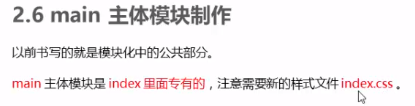 2.6 main 主体模块制作
以前书写的就是模块化中的公共部分。
main 主体模块是 index 里面专有的，注意需要新的样式文件 index.css 。